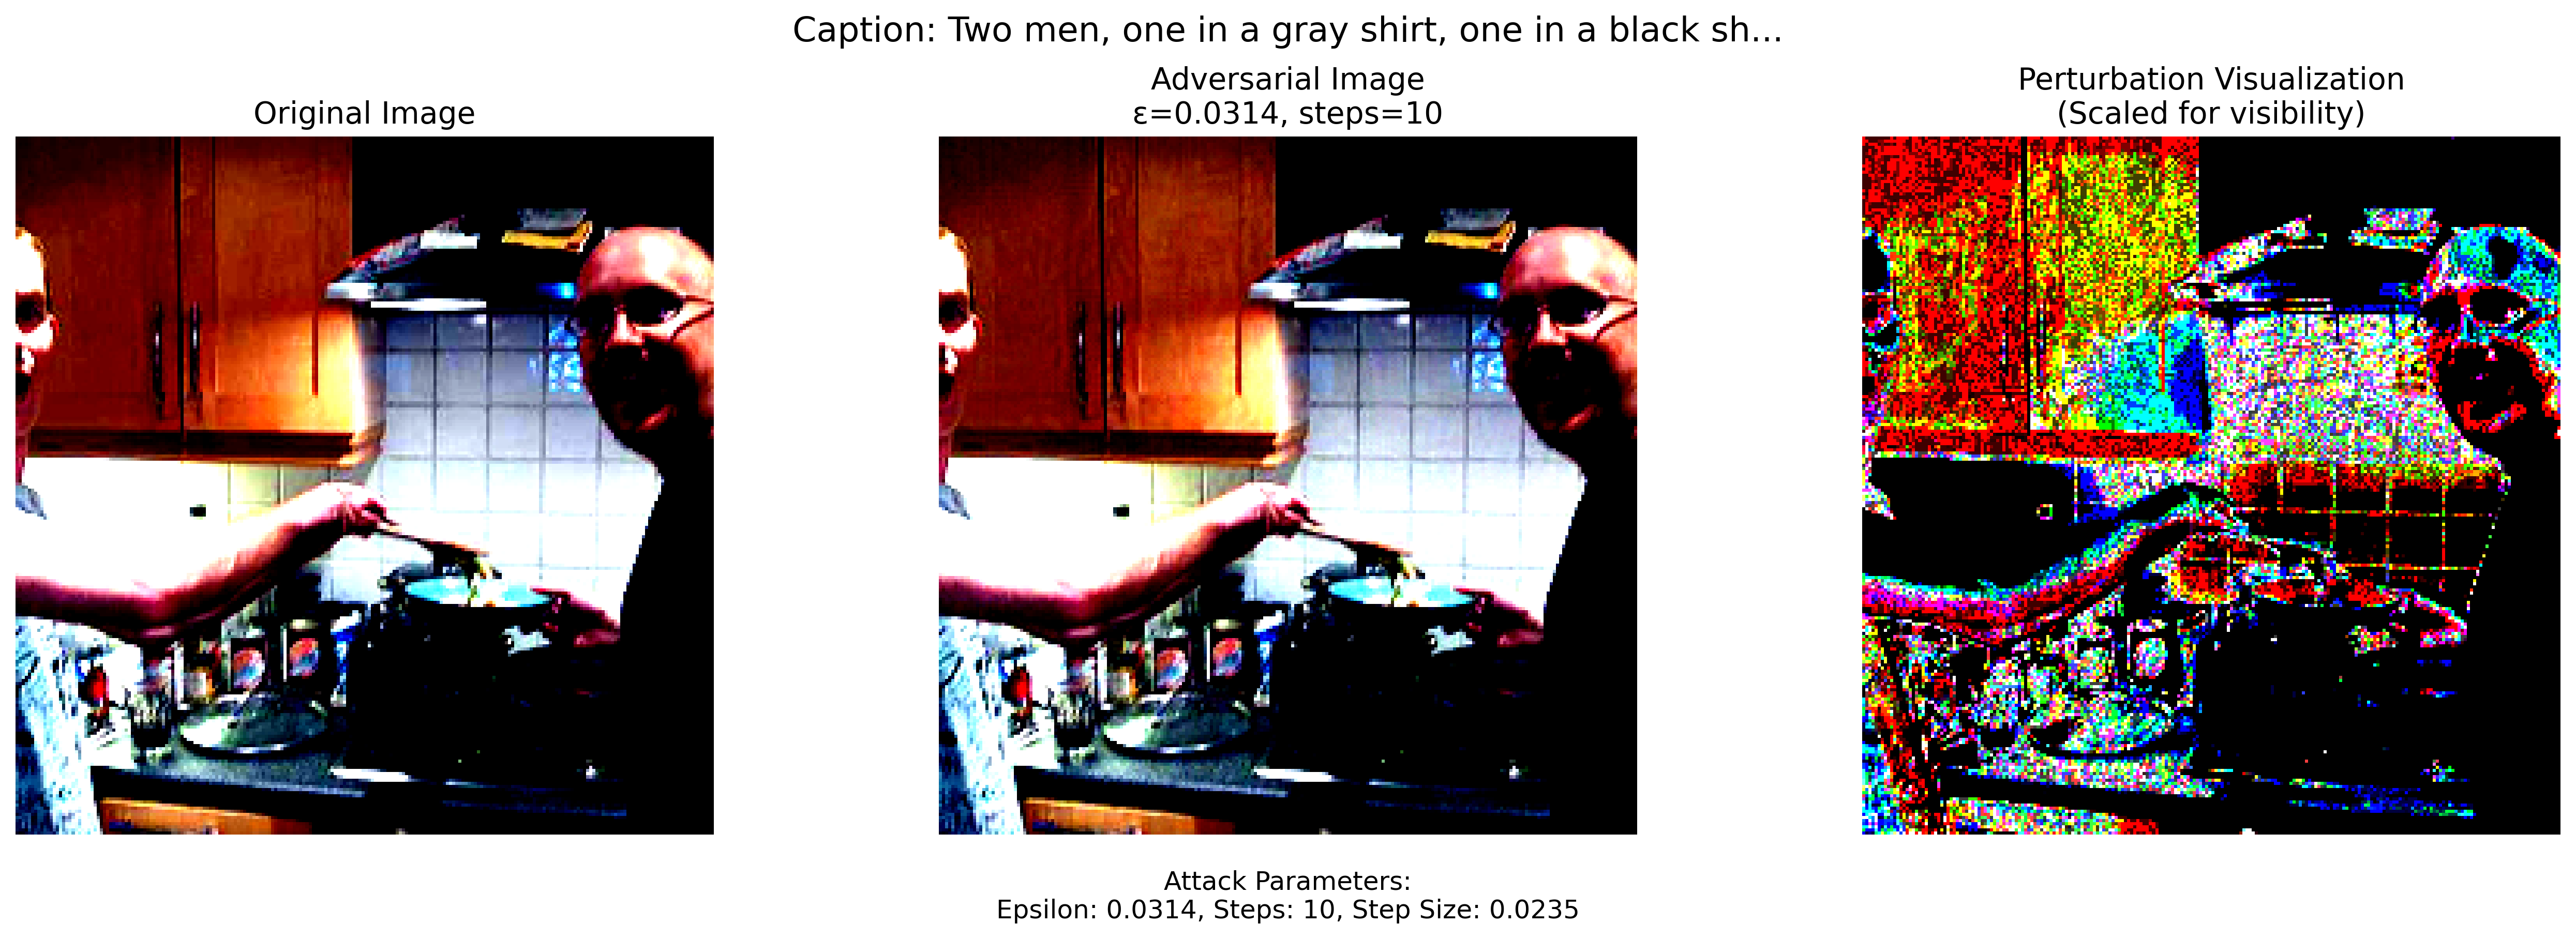 Caption: Two men, one in a gray shirt, one in a black sh...
Original Image
Adversarial Image
ε=0.0314, steps=10
Perturbation Visualization
(Scaled for visibility)
Attack Parameters:
Epsilon: 0.0314, Steps: 10, Step Size: 0.0235